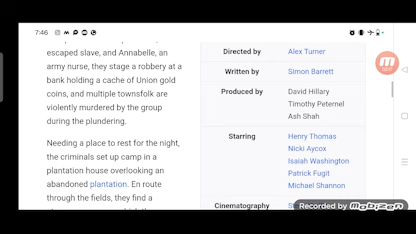 7:46
escaped slave, and Annabelle, an
army nurse, they stage a robbery at a
bank holding a cache of Union gold
coins, and multiple townsfolk are
violently murdered by the group
during the plundering.
Needing a place to rest for the night,
the criminals set up camp in a
plantation house overlooking an
abandoned plantation. En route
through the fields, they find a
Directed by Alex Turner
Written by Simon Barrett
Produced by David Hillary
Timothy Peternel
Ash Shah
Starring Henry Thomas
Nicki Aycox
Isaiah Washington
Patrick Fugit
Michael Shannon
Cinematography
Recorded by Mobizen